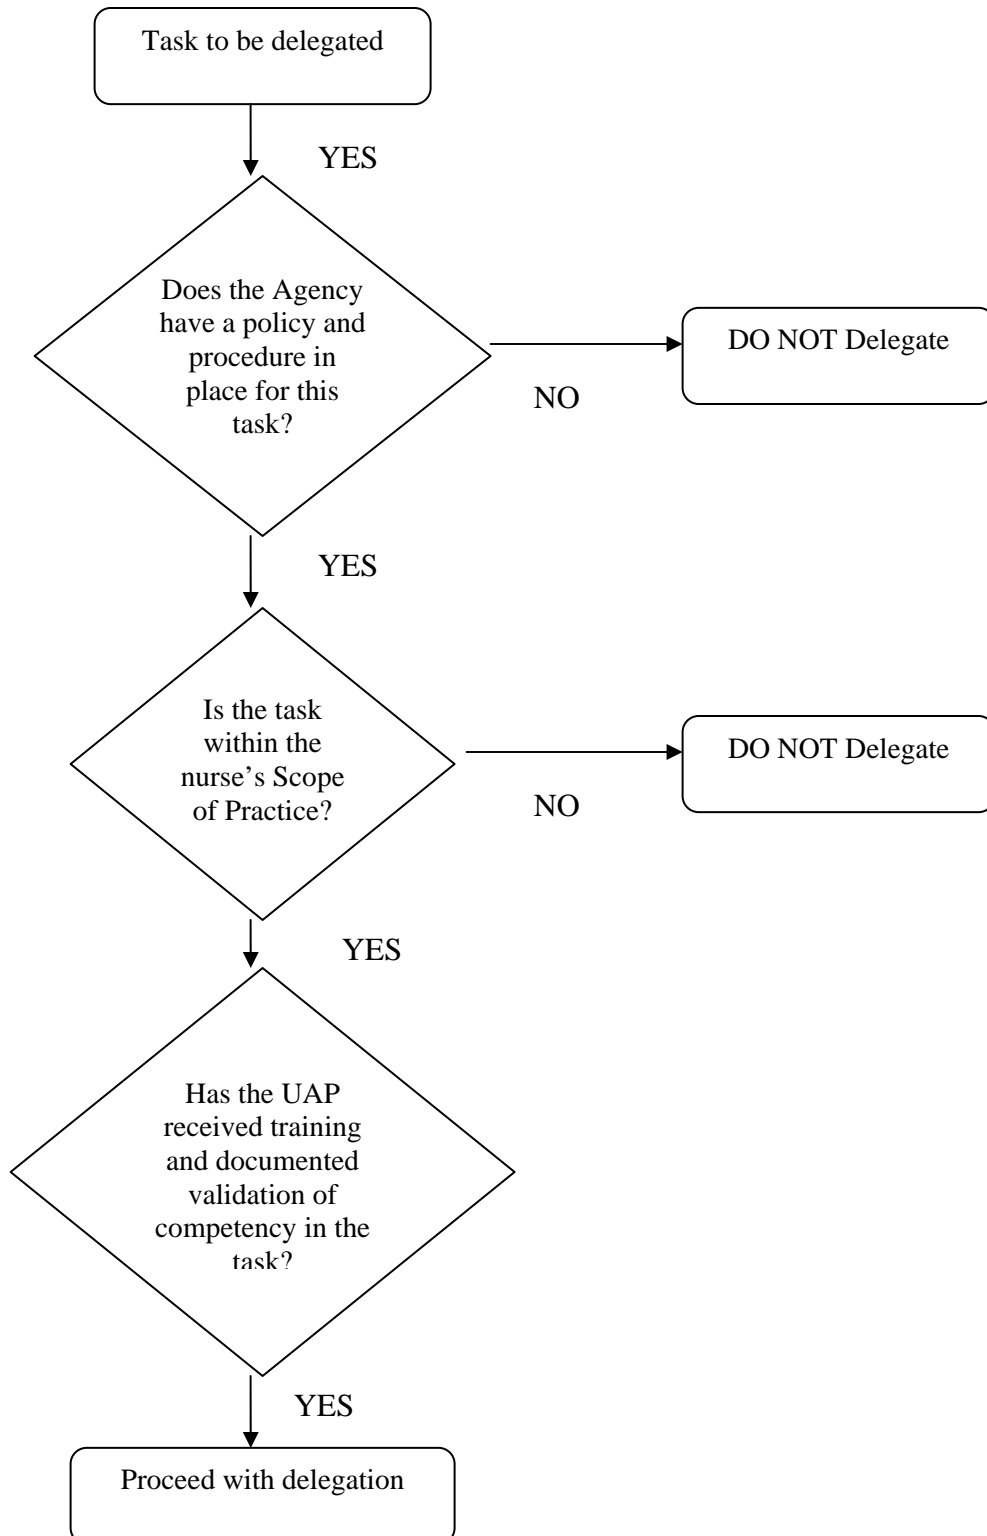 Task to be delegated
YES
Does the Agency
have a policy and
procedure in
place for this
task?
DO NOT Delegate
NO
YES
Is the task
within the
nurse’s Scope
of Practice?
DO NOT Delegate
NO
YES
Has the UAP
received training
and documented
validation of
competency in the
task?
YES
Proceed with delegation